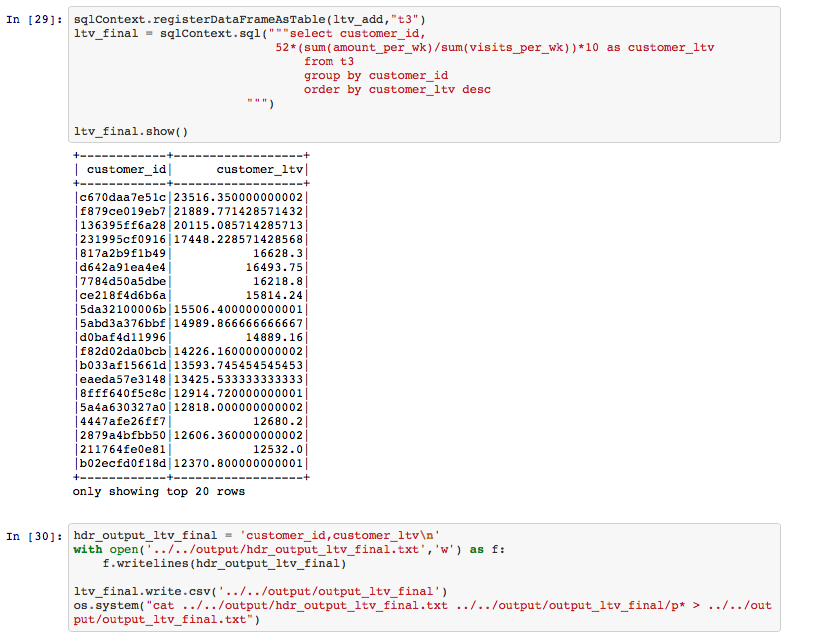 In [29]: sqlContext.registerDataFrameAsTable(ltv_add,"t3")
ltv_final = sqlContext.sql("""select customer_id,
52*(sum(amount_per_wk)/sum(visits_per_wk))*10 as customer_ltv
from t3
group by customer_id
order by customer_ltv desc
""")
ltv_final.show()
+------------+------------------+
| customer_id|      customer_ltv|
+------------+------------------+
|c670daa7e51c|23516.350000000002|
|f879ce019eb7|21889.771428571432|
|136395ff6a28|20115.085714285713|
|231995cf0916|17448.228571428568|
|817a2b9f1b49|           16628.3|
|d642a91ea4e4|          16493.75|
|7784d50a5dbe|           16218.8|
|ce218f4d6b6a|          15814.24|
|5da32100006b|15506.400000000001|
|5abd3a376bbf|14989.866666666667|
|d0baf4d11996|          14889.16|
|f82d02da0bcb|14226.160000000002|
|b033af15661d|13593.745454545453|
|eaeda57e3148|13425.533333333333|
|8fff640f5c8c|12914.720000000001|
|5a4a630327a0|12818.000000000002|
|4447afe26ff7|           12680.2|
|2879a4bfbb50|12606.360000000002|
|211764fe0e81|           12532.0|
|b02ecfd0f18d|12370.800000000001|
+------------+------------------+
only showing top 20 rows
In [30]: hdr_output_ltv_final = 'customer_id,customer_ltv\n'
with open('../../output/hdr_output_ltv_final.txt','w') as f:
f.writelines(hdr_output_ltv_final)
ltv_final.write.csv('../../output/output_ltv_final')
os.system("cat ../../output/hdr_output_ltv_final.txt ../../output/output_ltv_final/p* > ../../out
put/output_ltv_final.txt")